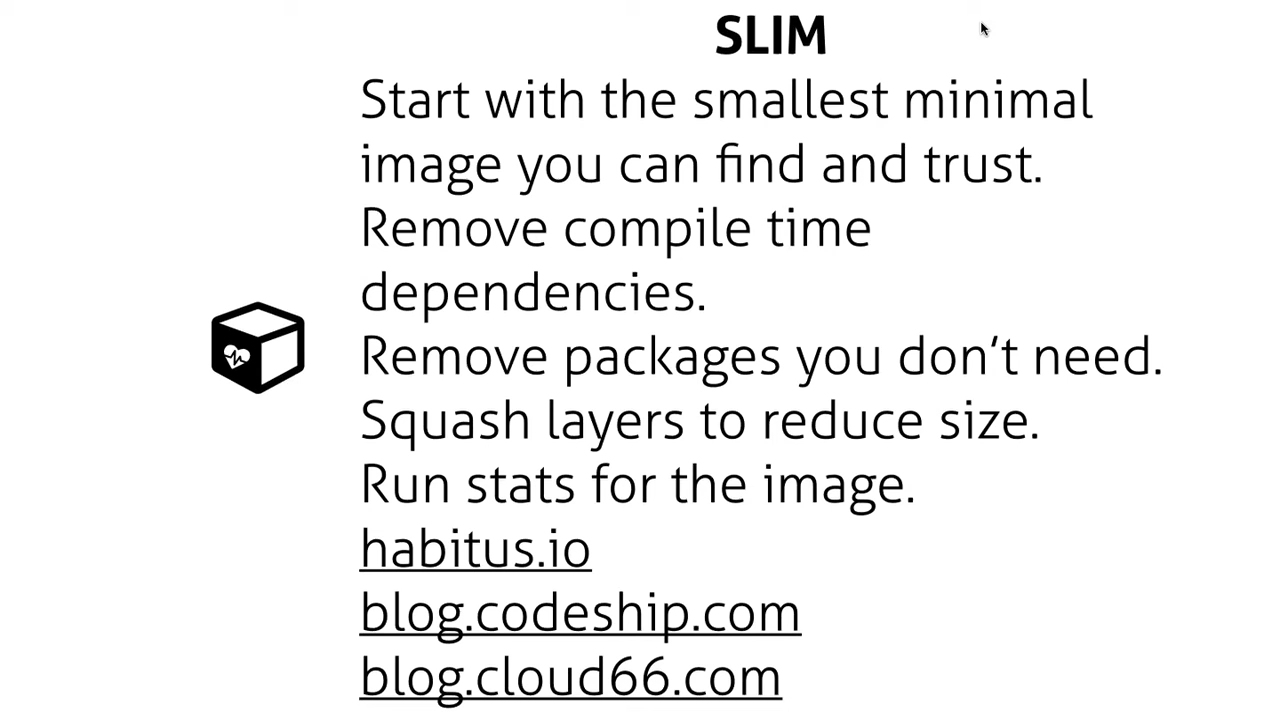 SLIM
Start with the smallest minimal
image you can find and trust.
Remove compile time
dependencies.
Remove packages you don't need.
Squash layers to reduce size.
Run stats for the image.
habitus.io
blog.codeship.com
blog.cloud66.com